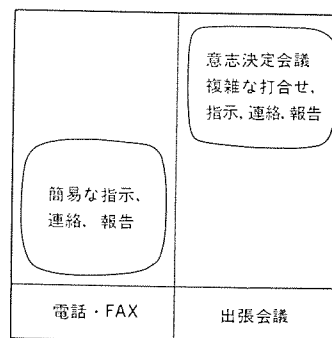 意志決定会議
複雑な打合せ,
指示, 連絡, 報告
簡易な指示,
連絡, 報告
電話・FAX
出張会議